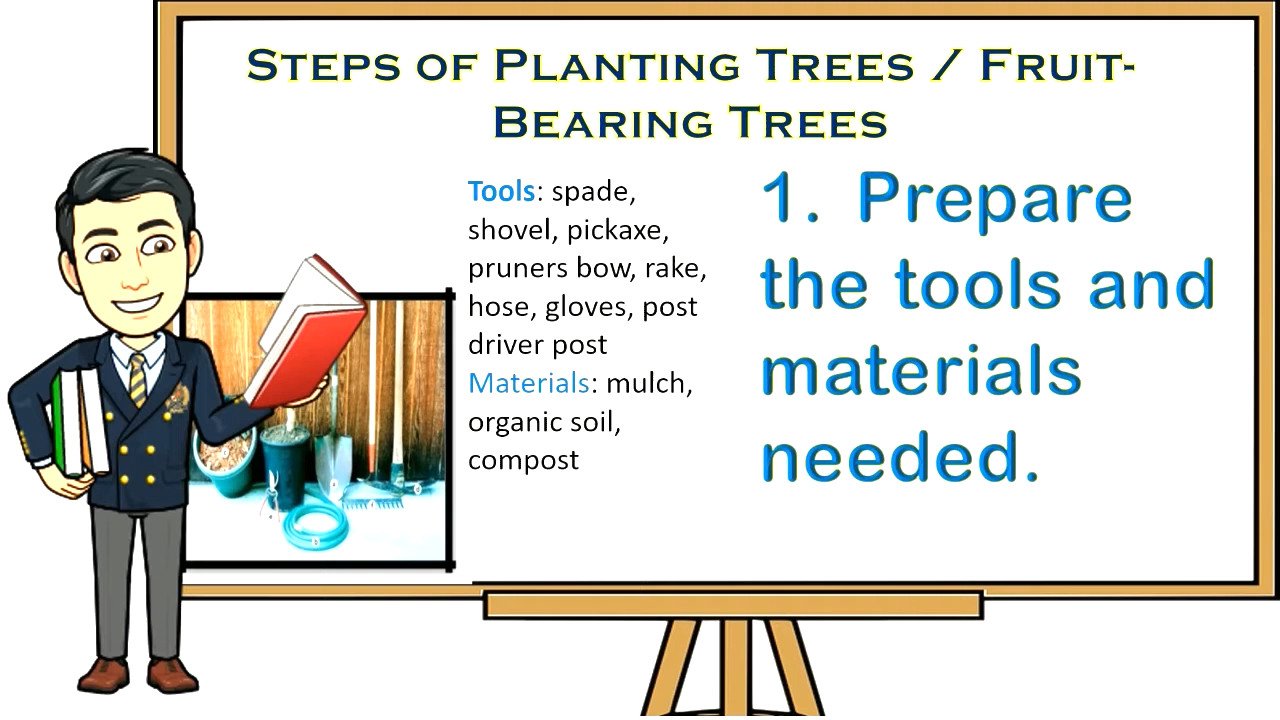 STEPS OF PLANTING TREES / FRUIT-
BEARING TREES
Tools: spade,
shovel, pickaxe,
pruners bow, rake,
hose, gloves, post
driver post
Materials: mulch,
organic soil,
compost
1. Prepare
the tools and
materials
needed.